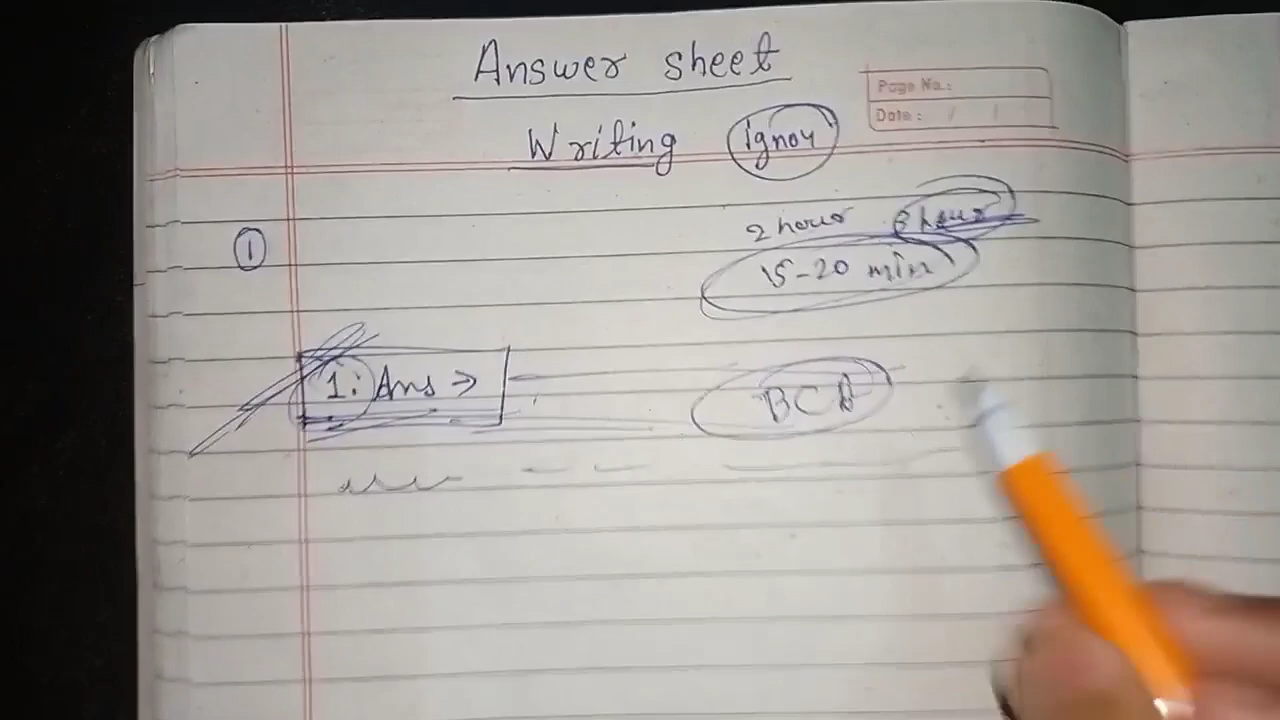 Answer sheet
Page No.:
Date: / /
Writing ignou
2 hour 3 hour
1
15-20 min
1: Ans →
BCA